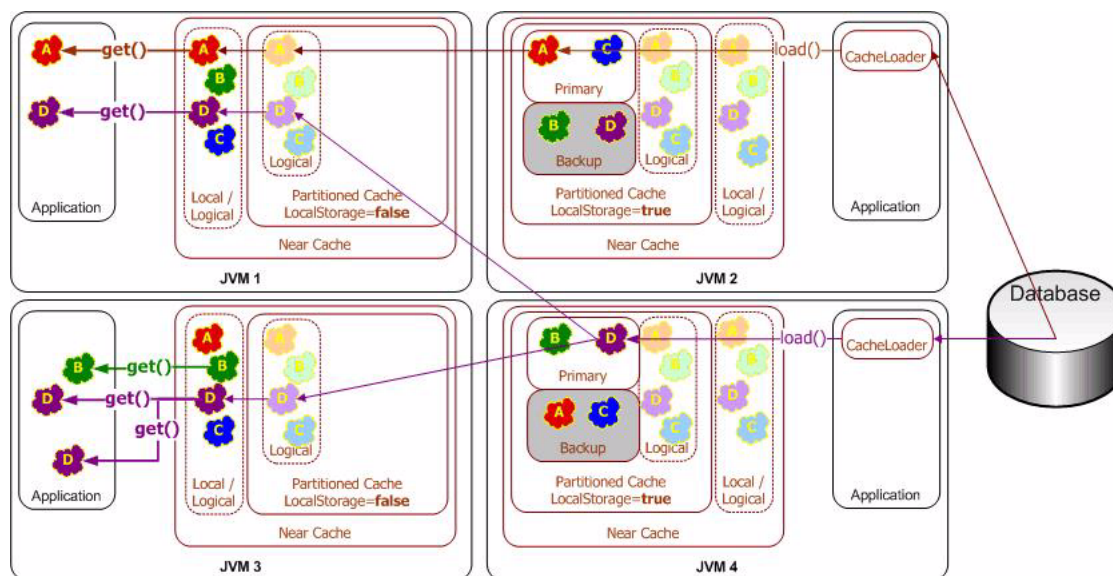 A
get()
A
A
B
B
D
get()
D
D
C
C
Logical
Application
Local /
Logical
Partitioned Cache
LocalStorage=false
Near Cache
JVM 1
A
C
A
A
load()
CacheLoader
Primary
B
B
B
D
D
D
C
C
Backup
Logical
Partitioned Cache
LocalStorage=true
Local /
Logical
Application
Near Cache
JVM 2
Database
A
A
B
get()
B
B
D
get()
D
D
get()
C
C
D
Logical
Application
Local /
Logical
Partitioned Cache
LocalStorage=false
Near Cache
JVM 3
B
D
A
A
load()
CacheLoader
Primary
B
B
D
D
A
C
C
C
Backup
Logical
Partitioned Cache
LocalStorage=true
Local /
Logical
Application
Near Cache
JVM 4